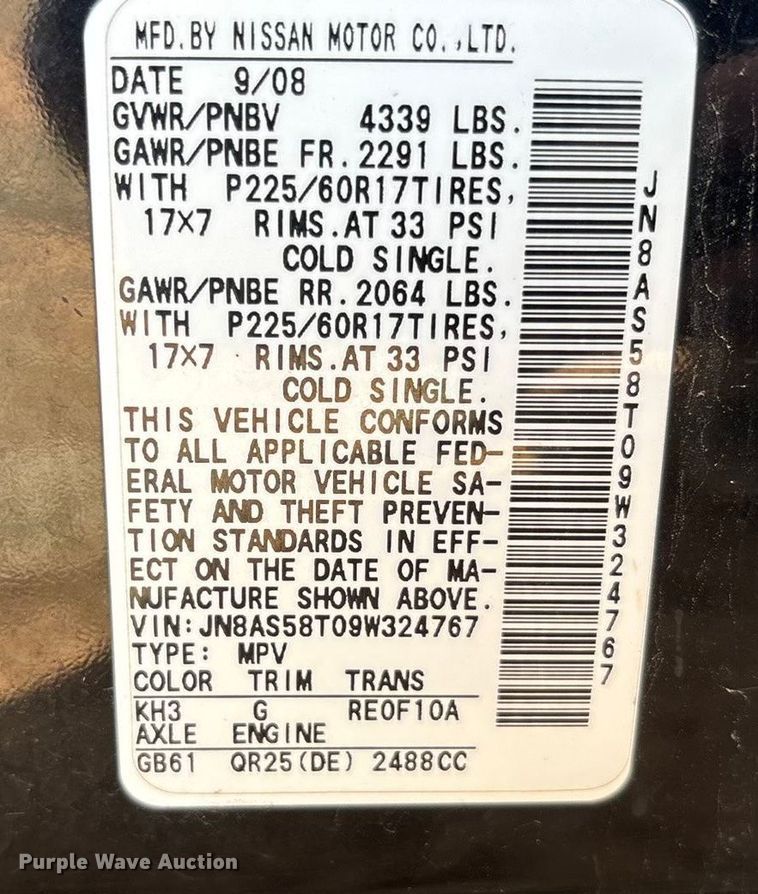 MFD.BY NISSAN MOTOR CO.,LTD.
DATE 9/08
GVWR/PNBV 4339 LBS.
GAWR/PNBE FR.2291 LBS.
WITH P225/60R17TIRES,
17X7 RIMS.AT 33 PSI
COLD SINGLE.
GAWR/PNBE RR.2064 LBS.
WITH P225/60R17TIRES,
17X7 RIMS.AT 33 PSI
COLD SINGLE.
THIS VEHICLE CONFORMS
TO ALL APPLICABLE FED-
ERAL MOTOR VEHICLE SA-
FETY AND THEFT PREVEN-
TION STANDARDS IN EFF-
ECT ON THE DATE OF MA-
NUFACTURE SHOWN ABOVE.
VIN:JN8AS58T09W324767
TYPE: MPV
COLOR TRIM TRANS
KH3 G RE0F10A
AXLE ENGINE
GB61 QR25(DE) 2488CC
JN8AS58T09W324767
Purple Wave Auction